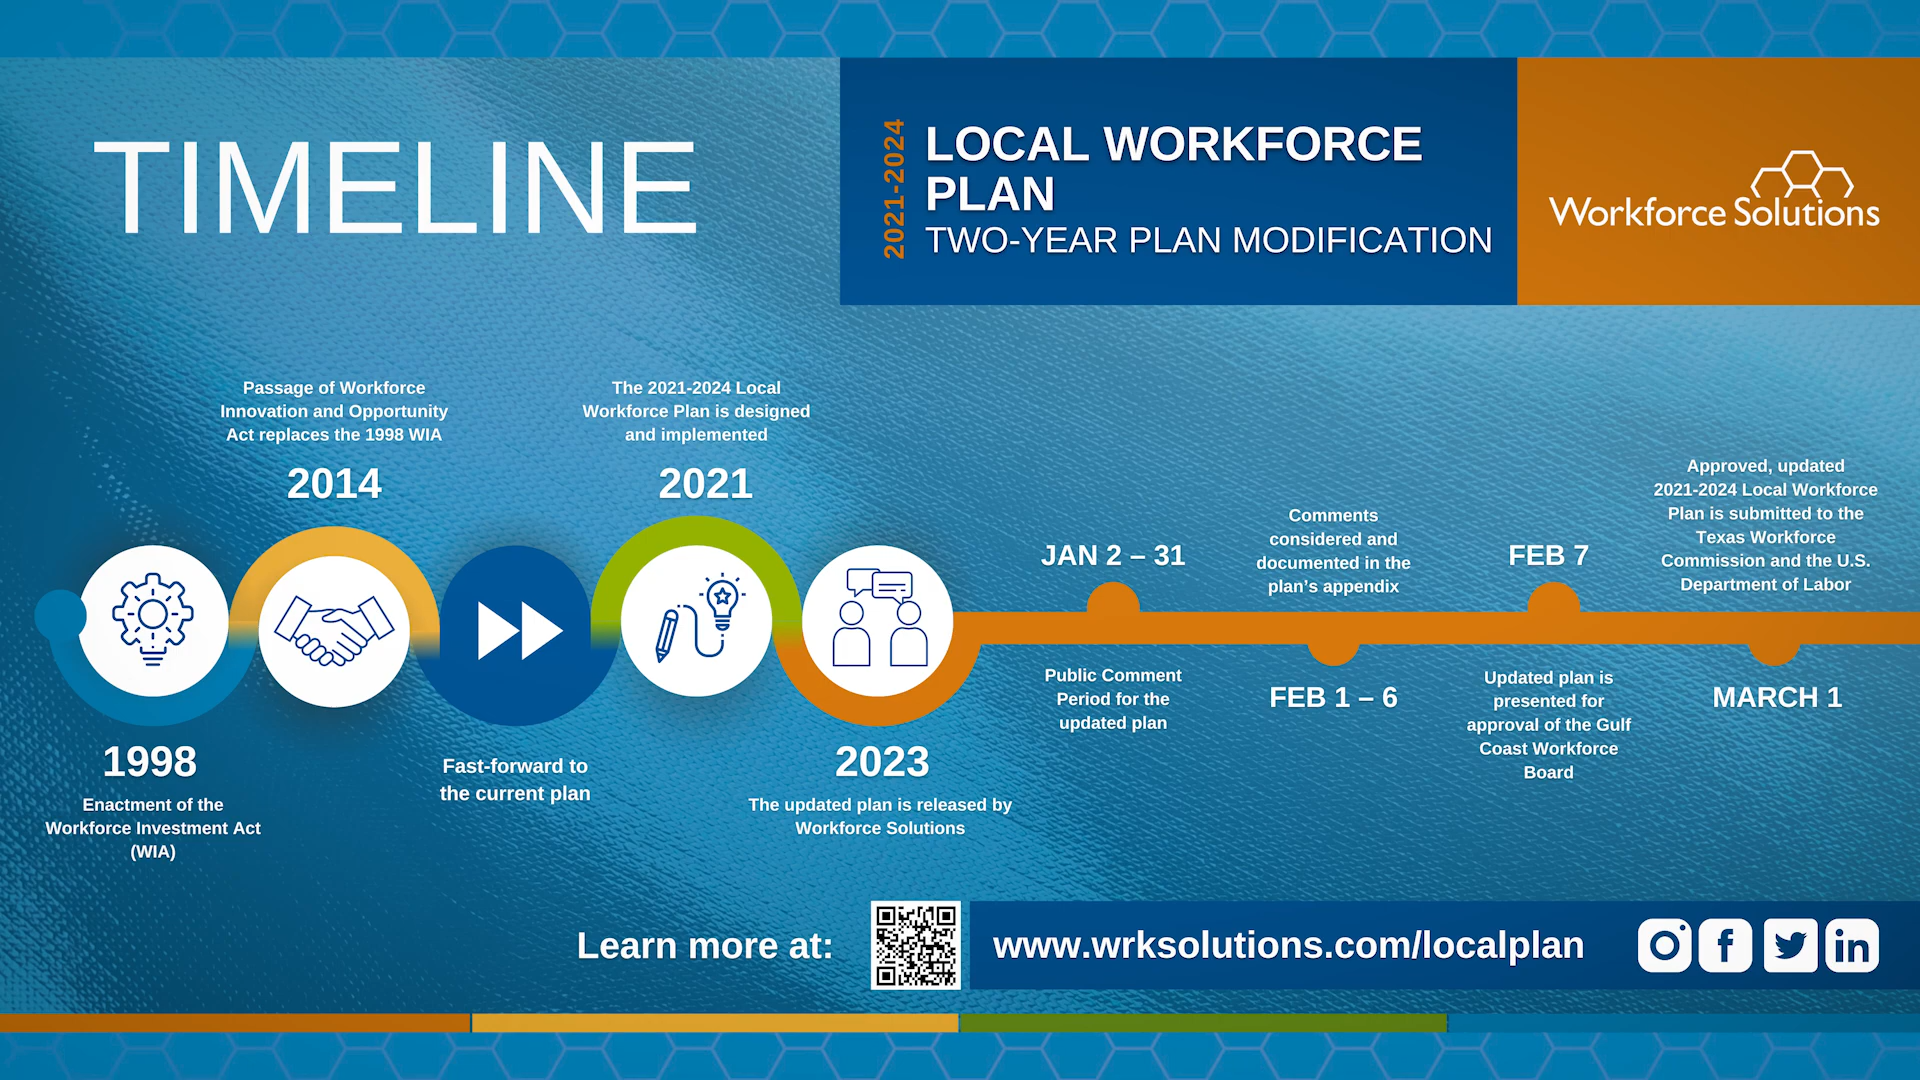 TIMELINE
2021-2024
LOCAL WORKFORCE
PLAN
TWO-YEAR PLAN MODIFICATION
Workforce Solutions
1998
Enactment of the
Workforce Investment Act
(WIA)
Passage of Workforce
Innovation and Opportunity
Act replaces the 1998 WIA
2014
Fast-forward to
the current plan
The 2021-2024 Local
Workforce Plan is designed
and implemented
2021
2023
The updated plan is released by
Workforce Solutions
JAN 2 – 31
Public Comment
Period for the
updated plan
Comments
considered and
documented in the
plan's appendix
FEB 1 – 6
FEB 7
Updated plan is
presented for
approval of the Gulf
Coast Workforce
Board
Approved, updated
2021-2024 Local Workforce
Plan is submitted to the
Texas Workforce
Commission and the U.S.
Department of Labor
MARCH 1
Learn more at:
www.wrksolutions.com/localplan